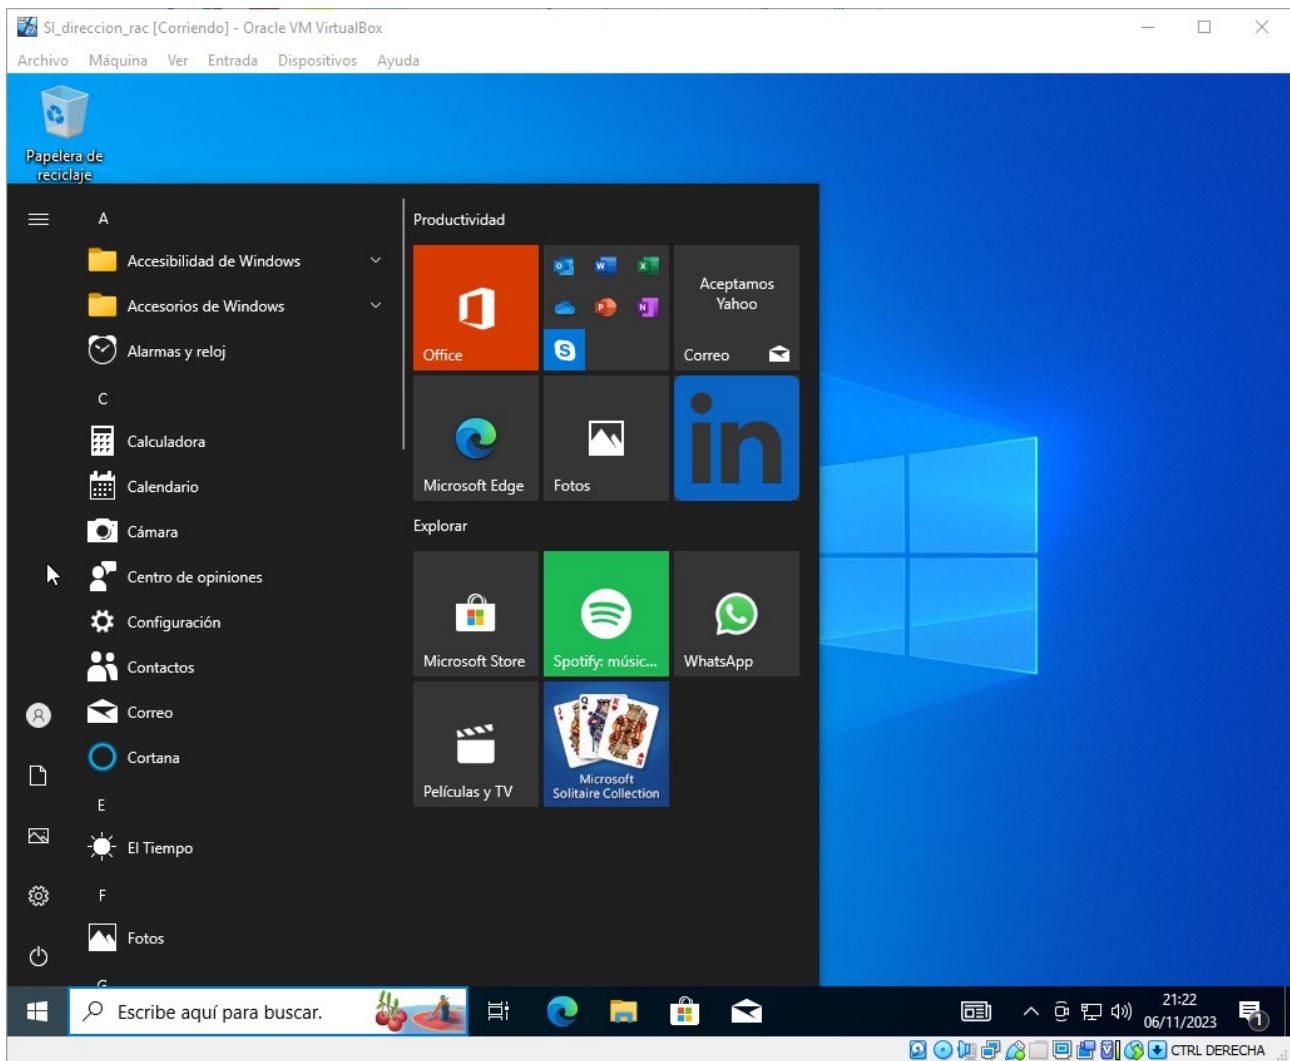 SI_direccion_rac [Corriendo] - Oracle VM VirtualBox
Archivo Máquina Ver Entrada Dispositivos Ayuda
Papelera de
reciclaje
A
Accesibilidad de Windows
Accesorios de Windows
Alarmas y reloj
C
Calculadora
Calendario
Cámara
Centro de opiniones
Configuración
Contactos
Correo
Cortana
E
El Tiempo
F
Fotos
G
Productividad
Office
Aceptamos
Yahoo
Correo
Microsoft Edge
Fotos
in
Explorar
Microsoft Store
Spotify: músic...
WhatsApp
Películas y TV
Microsoft
Solitaire Collection
Escribe aquí para buscar.
21:22
06/11/2023
1
CTRL DERECHA